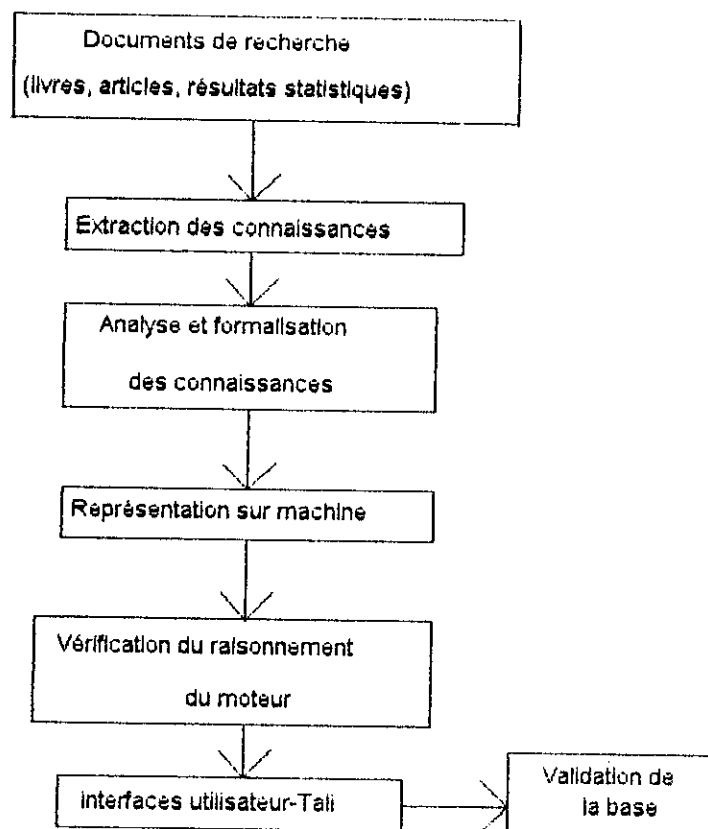 Documents de recherche
(livres, articles, résultats statistiques)
Extraction des connaissances
Analyse et formalisation
des connaissances
Représentation sur machine
Vérification du raisonnement
du moteur
Interfaces utilisateur-Tali
Validation de
la base